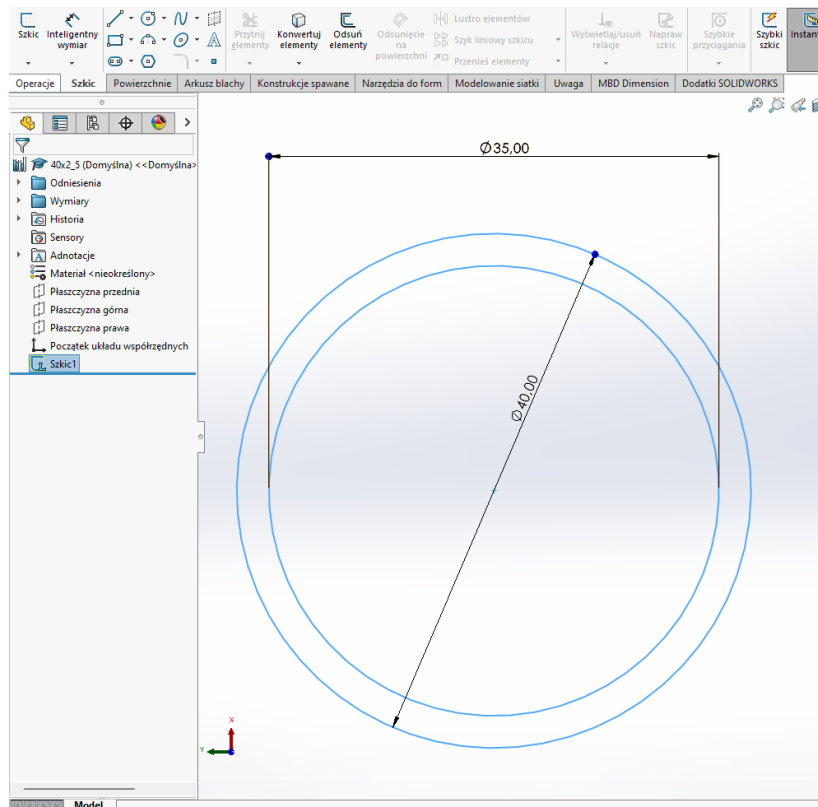 Szkic
Inteligentny
wymiar
Przytnij
elementy
Konwertuj
elementy
Odsuń
elementy
Odsunięcie
na
powierzchni
Lustro elementów
Szyk liniowy szkicu
Przenieś elementy
Wyświetlaj/usuń
relacje
Napraw
szkic
Szybkie
przyciągania
Szybki
szkic
Instant
Operacje Szkic Powierzchnie Arkusz blachy Konstrukcje spawane Narzędzia do form Modelowanie siatki Uwaga MBD Dimension Dodatki SOLIDWORKS
40x2_5 (Domyślna) <<Domyślna>
Odniesienia
Wymiary
Historia
Sensory
Adnotacje
Materiał <nieokreślony>
Płaszczyzna przednia
Płaszczyzna górna
Płaszczyzna prawa
Początek układu współrzędnych
Szkic1
Ø35,00
Ø40,00
X
Y
Model